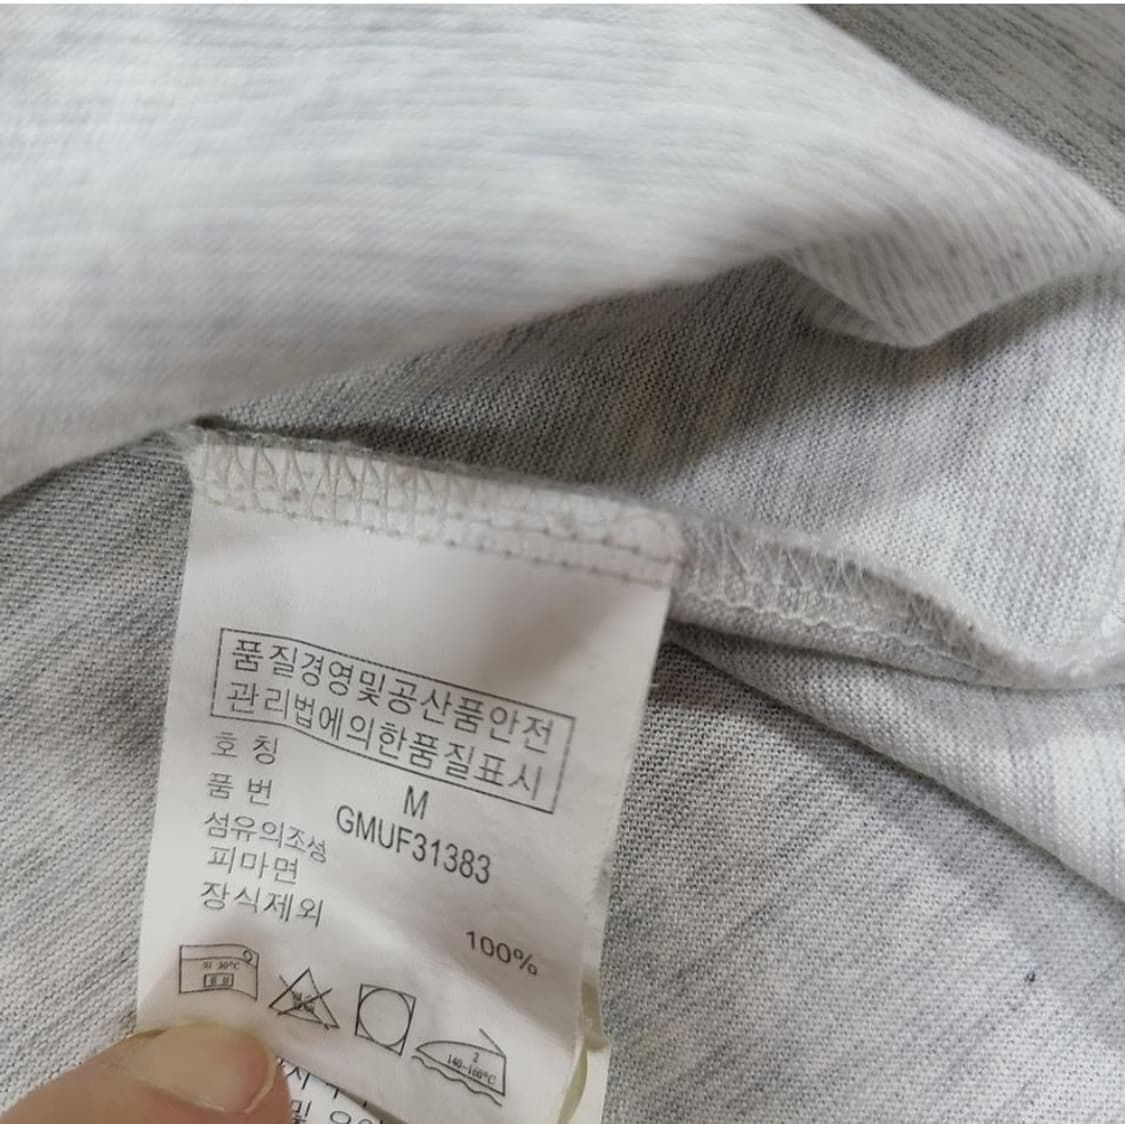 품질경영및공산품안전
관리법에의한품질표시
호 칭 M
품 번 GMUF31383
섬유의조성
피마면 100%
장식제외
140~160°C